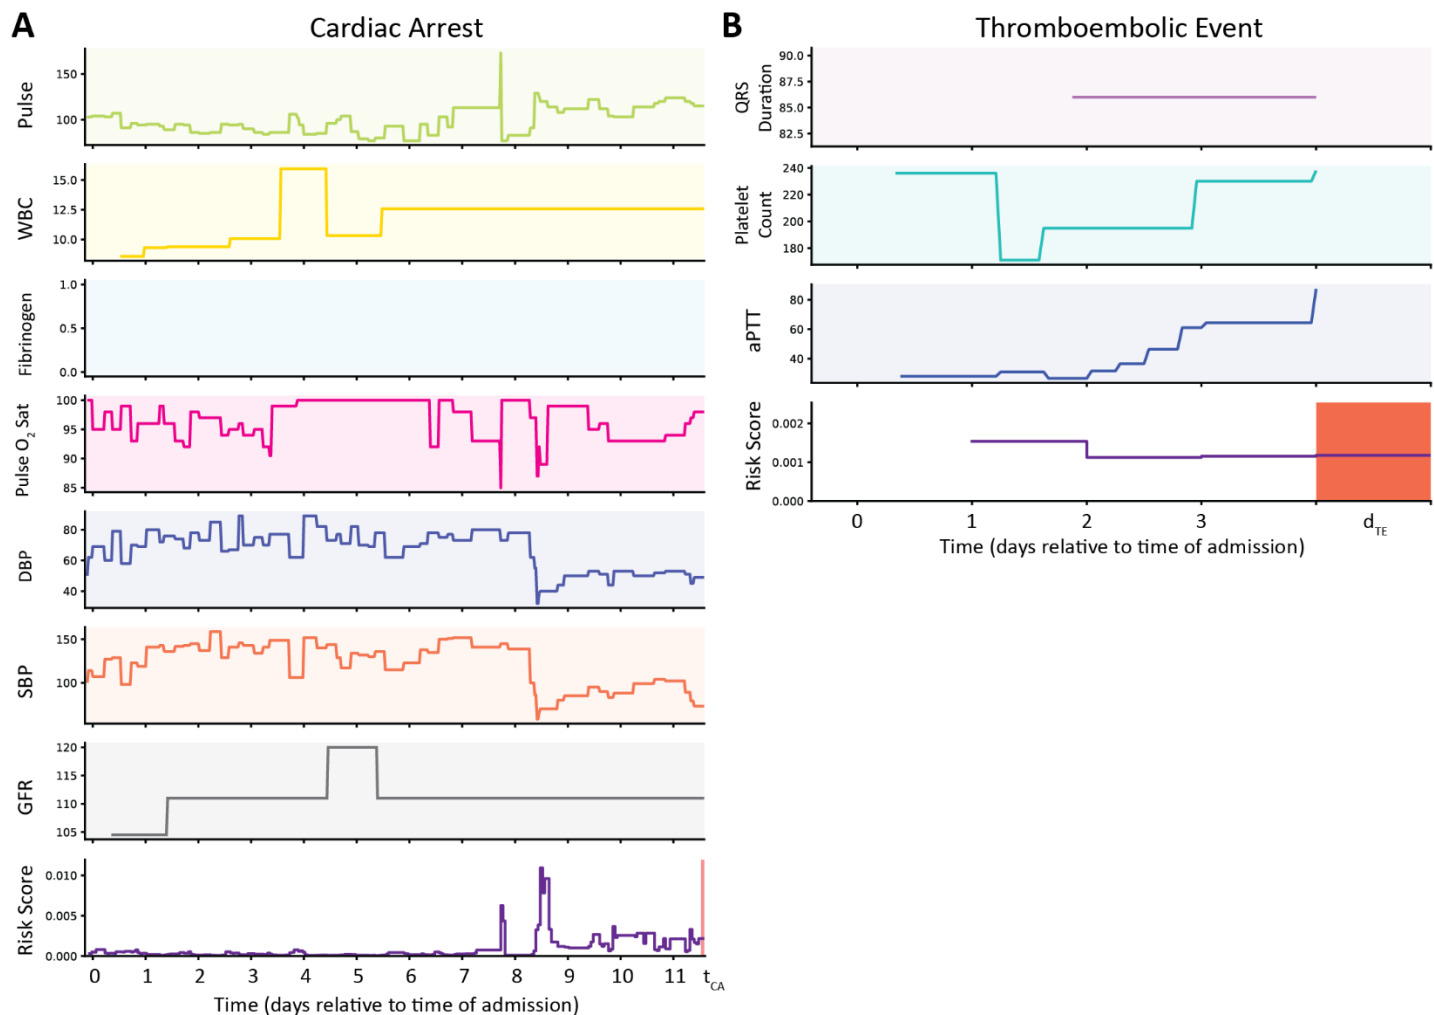 A
Cardiac Arrest
Pulse
150
100
WBC
15.0
12.5
10.0
Fibrinogen
1.0
0.5
0.0
Pulse O2 Sat
100
95
90
85
DBP
80
60
40
SBP
150
100
GFR
120
115
110
105
Risk Score
0.010
0.005
0.000
0 1 2 3 4 5 6 7 8 9 10 11 tCA
Time (days relative to time of admission)
B
Thromboembolic Event
QRS
Duration
90.0
87.5
85.0
82.5
Platelet
Count
240
220
200
180
aPTT
80
60
40
Risk Score
0.002
0.001
0.000
0 1 2 3 dTE
Time (days relative to time of admission)